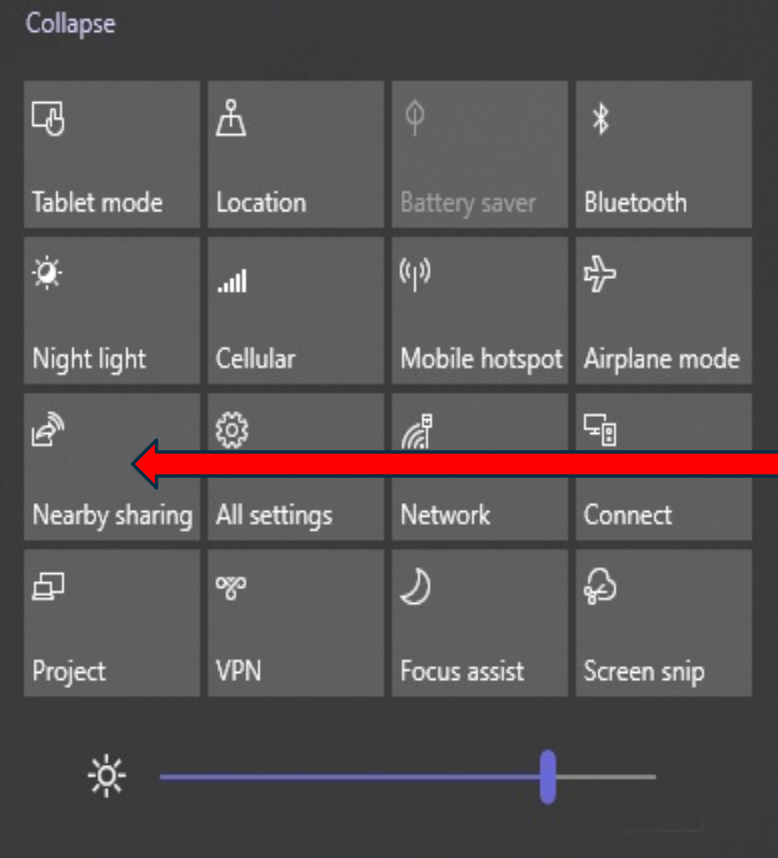 Collapse
Tablet mode
Location
Battery saver
Bluetooth
Night light
Cellular
Mobile hotspot
Airplane mode
Nearby sharing
All settings
Network
Connect
Project
VPN
Focus assist
Screen snip